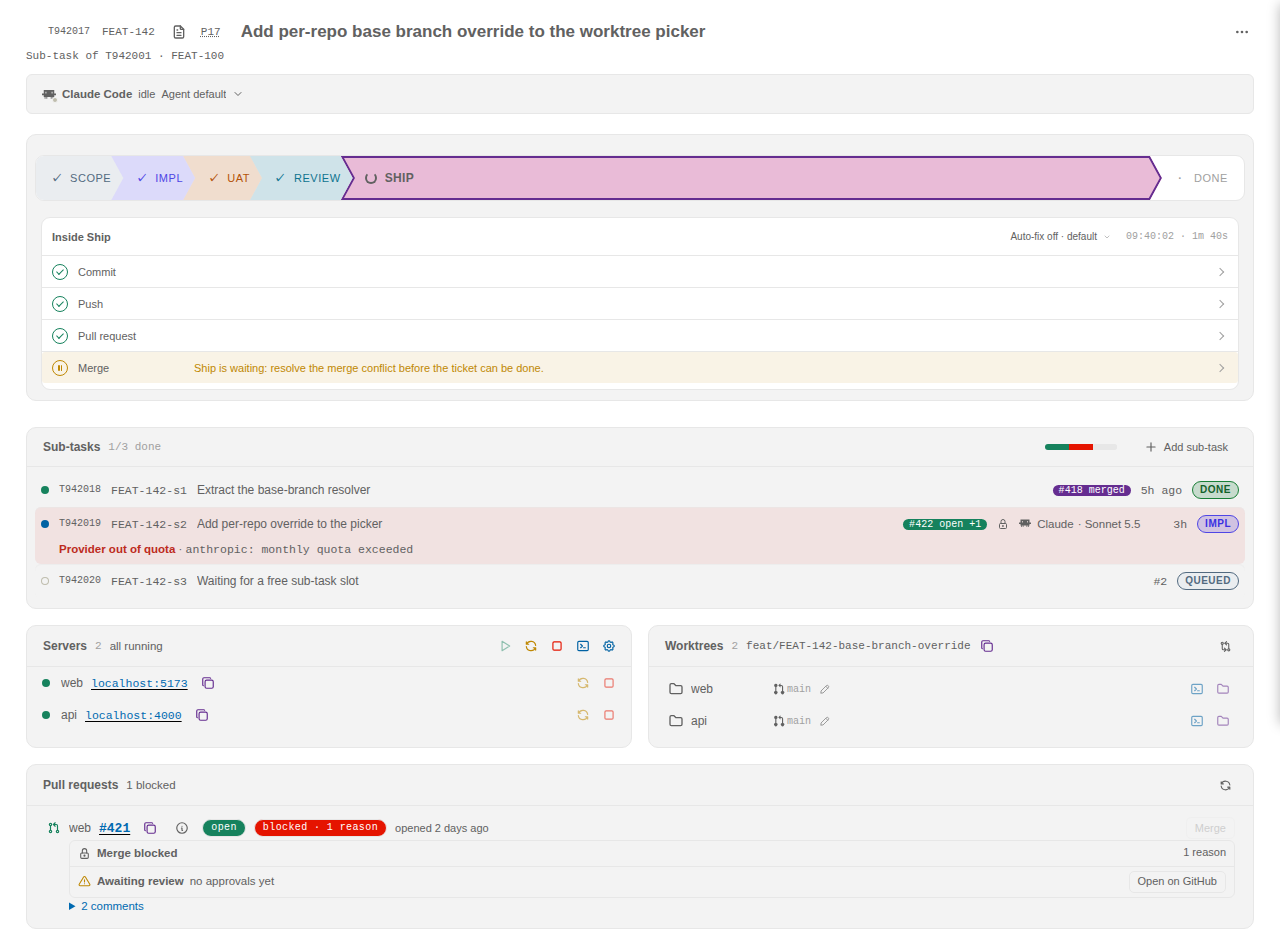 T942017 FEAT-142 P17 Add per-repo base branch override to the worktree picker
Sub-task of T942001 · FEAT-100
Claude Code idle Agent default
SCOPE IMPL UAT REVIEW SHIP DONE
Inside Ship Auto-fix off · default 09:40:02 · 1m 40s
Commit
Push
Pull request
Merge Ship is waiting: resolve the merge conflict before the ticket can be done.
Sub-tasks 1/3 done Add sub-task
T942018 FEAT-142-s1 Extract the base-branch resolver #418 merged 5h ago DONE
T942019 FEAT-142-s2 Add per-repo override to the picker #422 open +1 Claude · Sonnet 5.5 3h IMPL
Provider out of quota · anthropic: monthly quota exceeded
T942020 FEAT-142-s3 Waiting for a free sub-task slot #2 QUEUED
Servers 2 all running
web localhost:5173
api localhost:4000
Worktrees 2 feat/FEAT-142-base-branch-override
web main
api main
Pull requests 1 blocked
web #421 open blocked · 1 reason opened 2 days ago Merge
Merge blocked 1 reason
Awaiting review no approvals yet Open on GitHub
2 comments